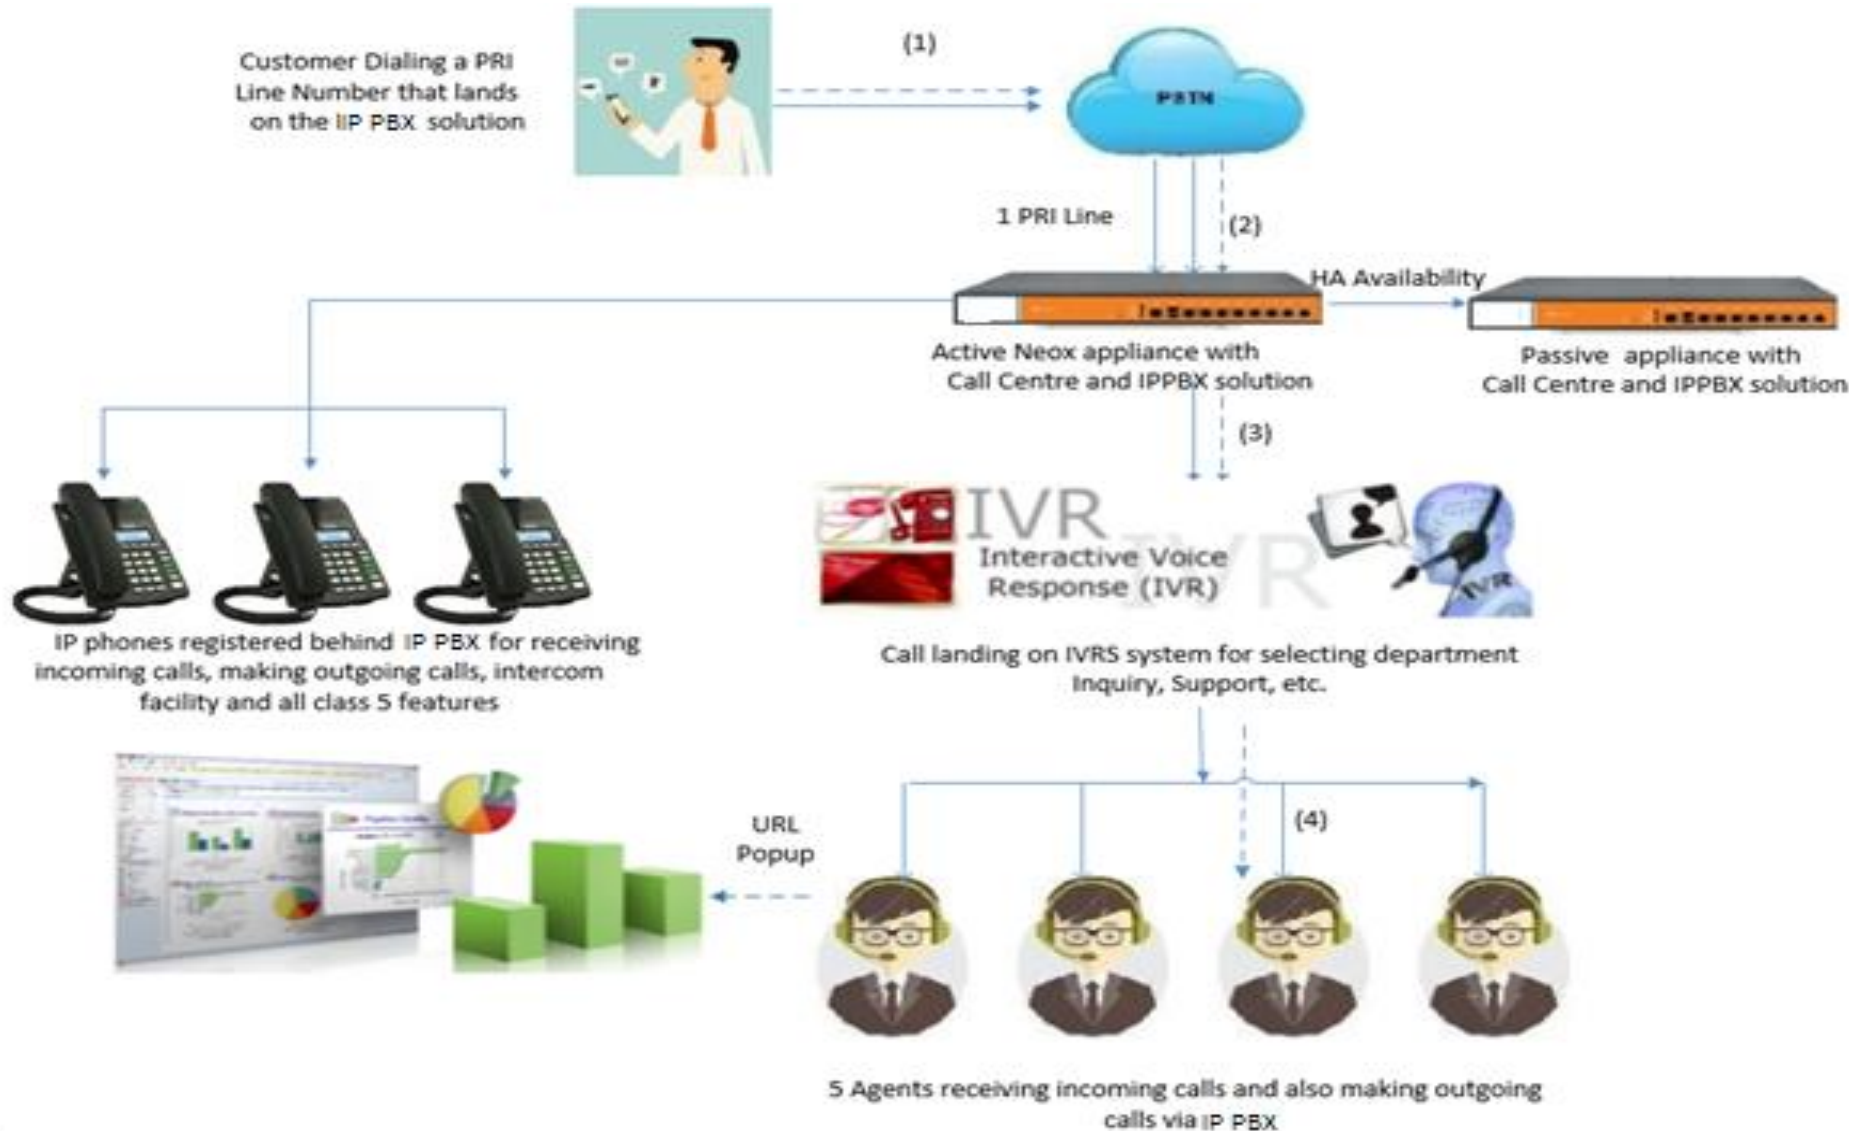 (1)
Customer Dialing a PRI
Line Number that lands
on the IIP PBX solution
PSTN
1 PRI Line
(2)
HA Availability
Active Neox appliance with
Call Centre and IPPBX solution
Passive appliance with
Call Centre and IPPBX solution
(3)
IVR
Interactive Voice
Response (IVR)
IVR
IVR
IP phones registered behind IP PBX for receiving
incoming calls, making outgoing calls, intercom
facility and all class 5 features
Call landing on IVRS system for selecting department
Inquiry, Support, etc.
URL
Popup
(4)
5 Agents receiving incoming calls and also making outgoing
calls via IP PBX